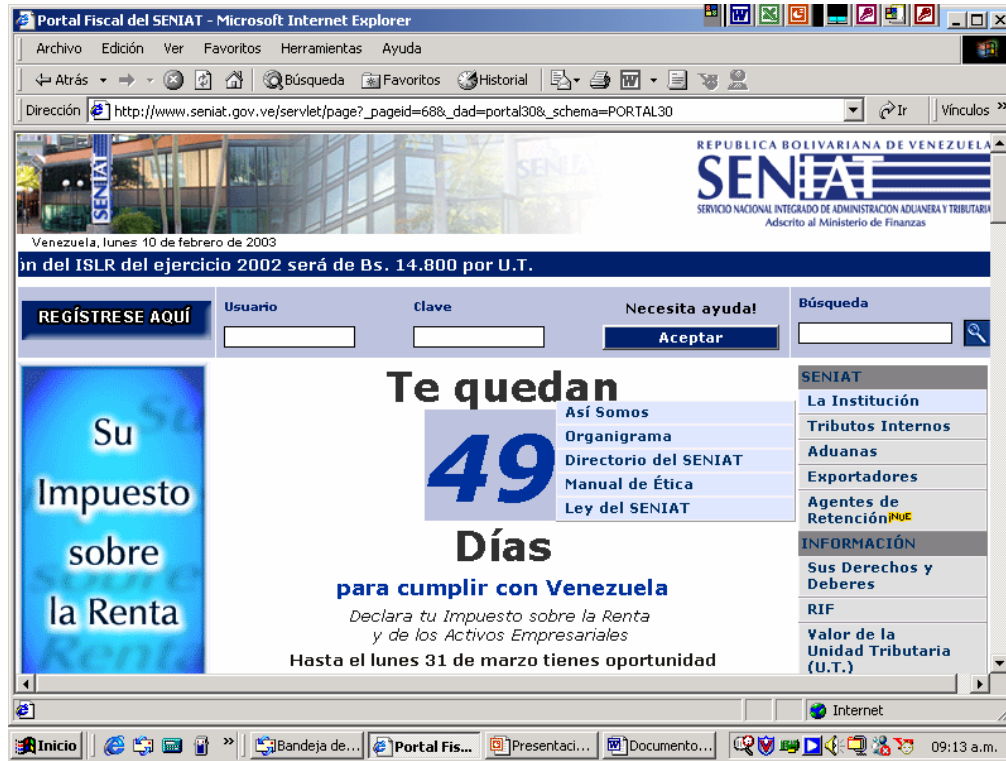 Portal Fiscal del SENIAT - Microsoft Internet Explorer
Archivo Edición Ver Favoritos Herramientas Ayuda
Atrás Búsqueda Favoritos Historial
Dirección http://www.seniat.gov.ve/servlet/page?_pageid=68&_dad=portal30&_schema=PORTAL30 Ir Vínculos »
SENIAT
REPUBLICA BOLIVARIANA DE VENEZUELA
SENIAT
SERVICIO NACIONAL INTEGRADO DE ADMINISTRACION ADUANERA Y TRIBUTARIA
Adscrito al Ministerio de Finanzas
Venezuela, lunes 10 de febrero de 2003
ón del ISLR del ejercicio 2002 será de Bs. 14.800 por U.T.
REGÍSTRESE AQUÍ
Usuario Clave Necesita ayuda! Búsqueda
Aceptar
Su
Impuesto
sobre
la Renta
Te quedan
49
Días
para cumplir con Venezuela
Declara tu Impuesto sobre la Renta
y de los Activos Empresariales
Hasta el lunes 31 de marzo tienes oportunidad
Así Somos
Organigrama
Directorio del SENIAT
Manual de Ética
Ley del SENIAT
SENIAT
La Institución
Tributos Internos
Aduanas
Exportadores
Agentes de
Retención ¡NUE
INFORMACIÓN
Sus Derechos y
Deberes
RIF
Valor de la
Unidad Tributaria
(U.T.)
Internet
Inicio » Bandeja de... Portal Fis... Presentaci... Documento... 09:13 a.m.